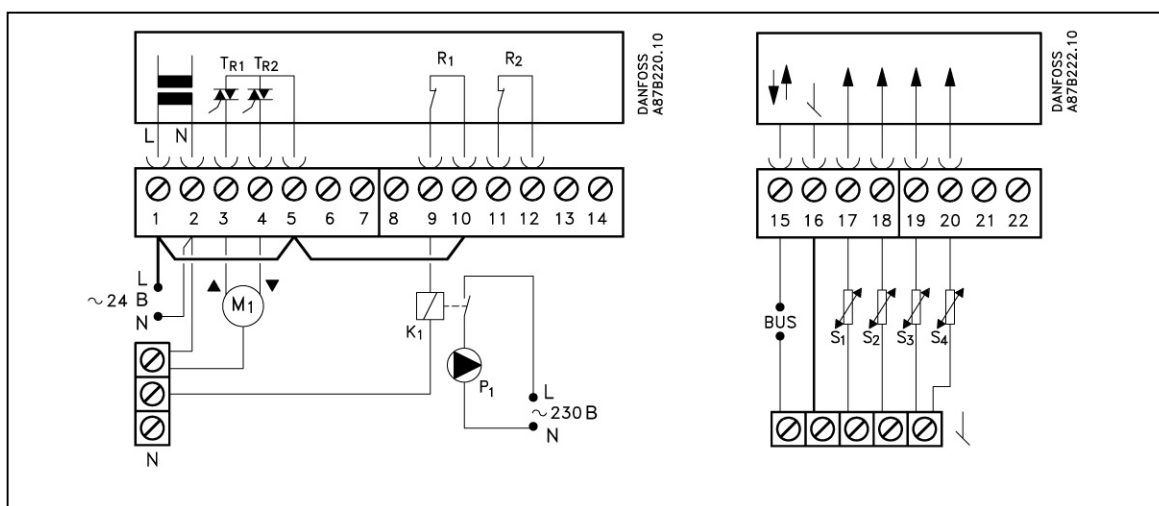 TR1 TR2 R1 R2
L N
DANFOSS
A87B220.10
1 2 3 4 5 6 7 8 9 10 11 12 13 14
L
~24 В
N
M1
K1
P1
L
~230 В
N
N
DANFOSS
A87B222.10
15 16 17 18 19 20 21 22
BUS
S1 S2 S3 S4